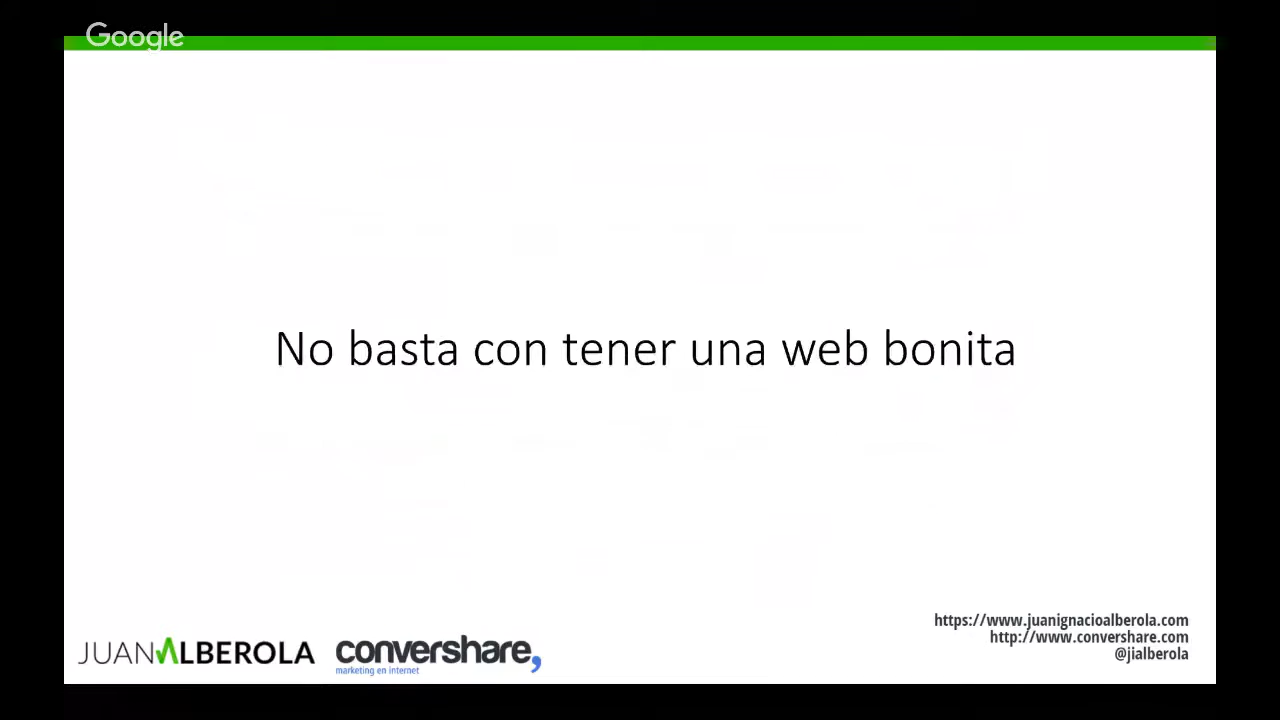 Google
No basta con tener una web bonita
JUANALBEROLA
convershare,
marketing en internet
https://www.juanignacioalberola.com
http://www.convershare.com
@jialberola